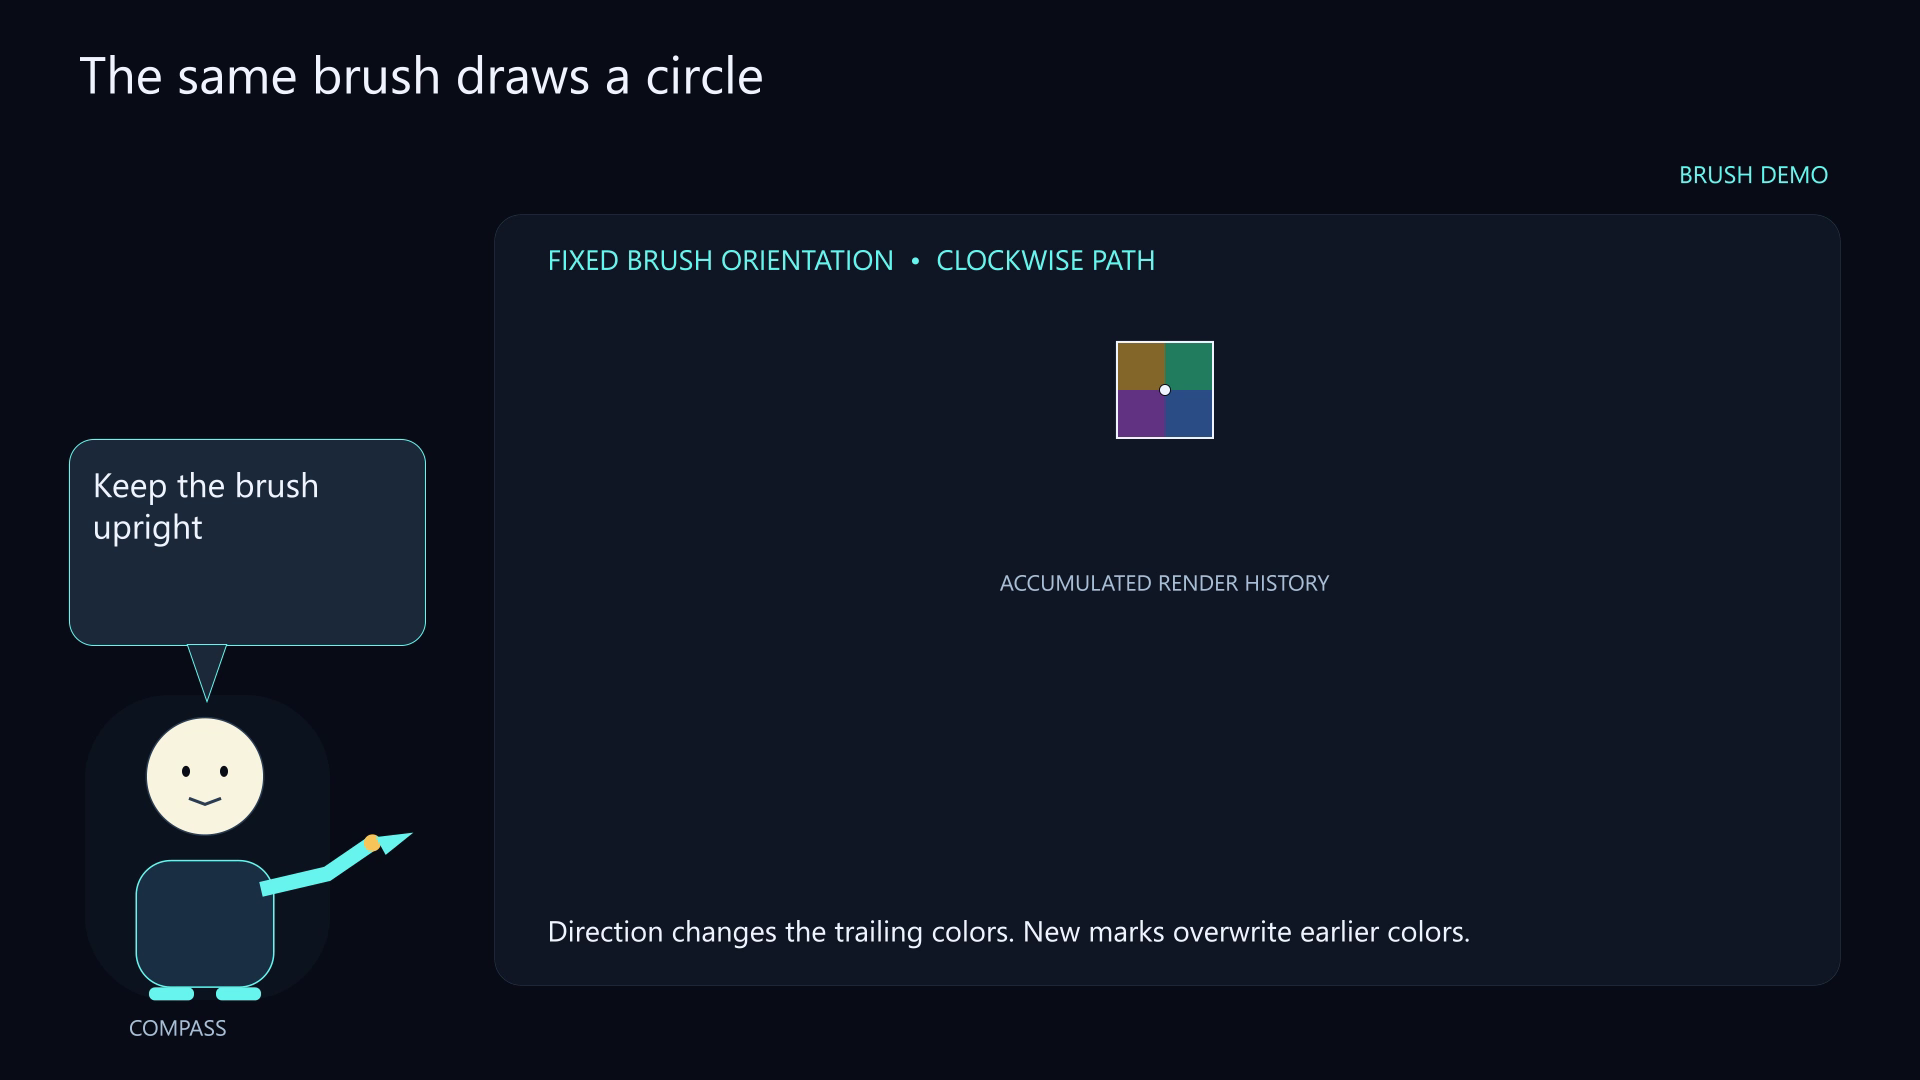 The same brush draws a circle
BRUSH DEMO
FIXED BRUSH ORIENTATION • CLOCKWISE PATH
Keep the brush
upright
ACCUMULATED RENDER HISTORY
Direction changes the trailing colors. New marks overwrite earlier colors.
COMPASS